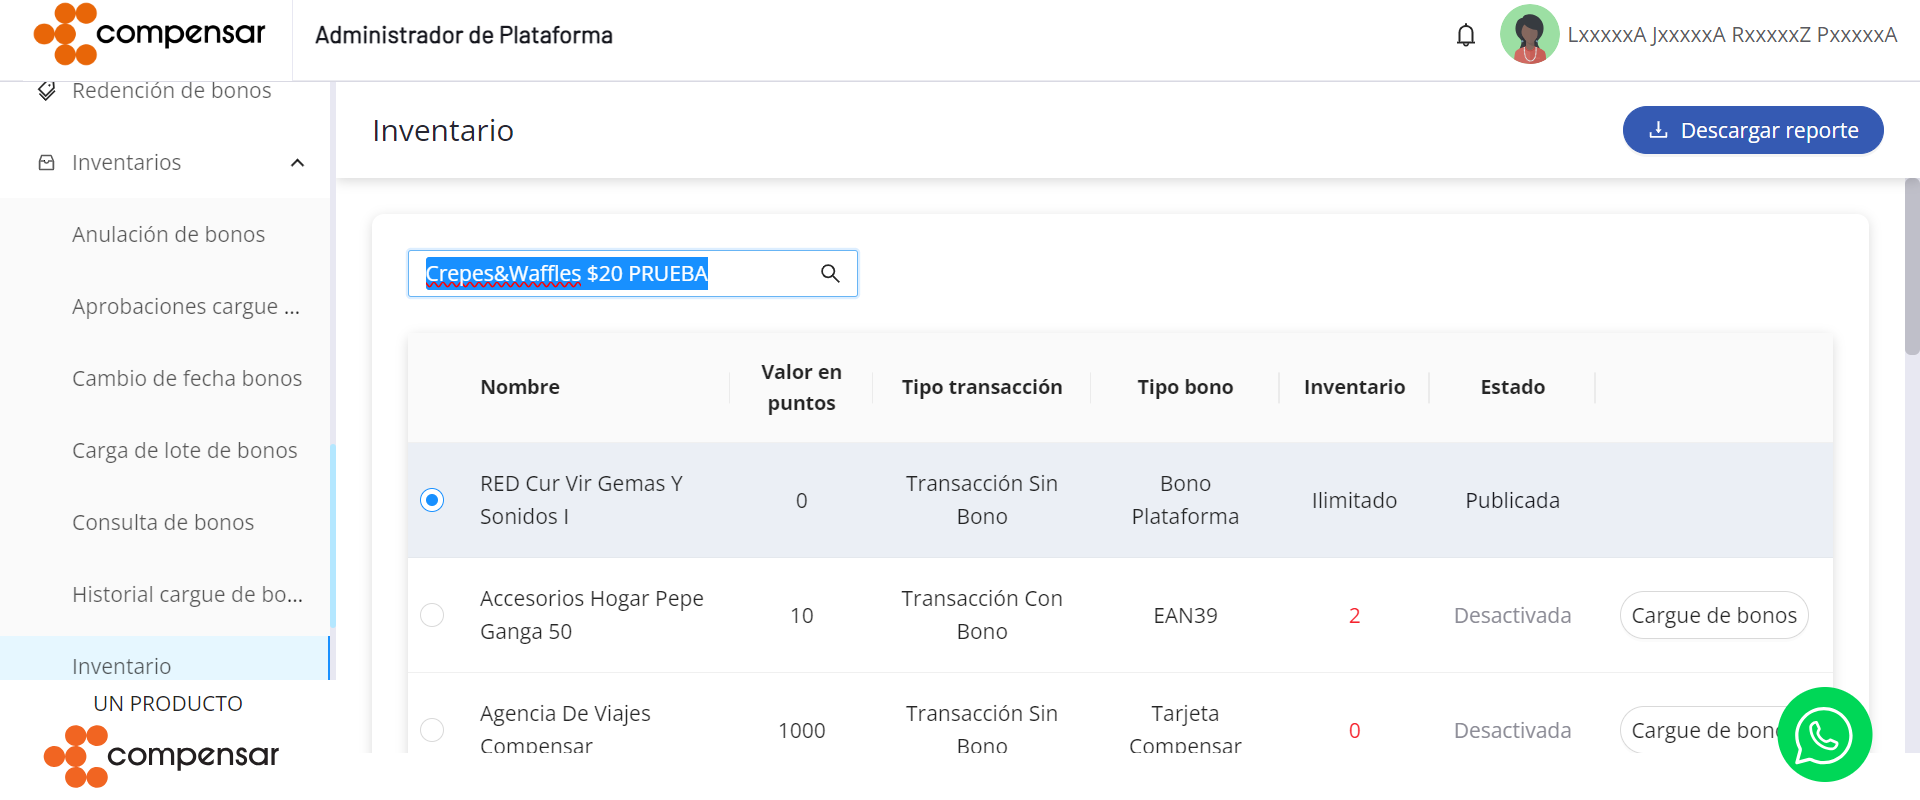 compensar
Administrador de Plataforma
LxxxxxA JxxxxxA RxxxxxZ PxxxxxA
Redención de bonos
Inventarios
Anulación de bonos
Aprobaciones cargue ...
Cambio de fecha bonos
Carga de lote de bonos
Consulta de bonos
Historial cargue de bo...
Inventario
UN PRODUCTO
compensar
Inventario
Descargar reporte
Crepes&Waffles $20 PRUEBA
Nombre
Valor en
puntos
Tipo transacción
Tipo bono
Inventario
Estado
RED Cur Vir Gemas Y
Sonidos I
0
Transacción Sin
Bono
Bono
Plataforma
Ilimitado
Publicada
Accesorios Hogar Pepe
Ganga 50
10
Transacción Con
Bono
EAN39
2
Desactivada
Cargue de bonos
Agencia De Viajes
Compensar
1000
Transacción Sin
Bono
Tarjeta
Compensar
0
Desactivada
Cargue de bon